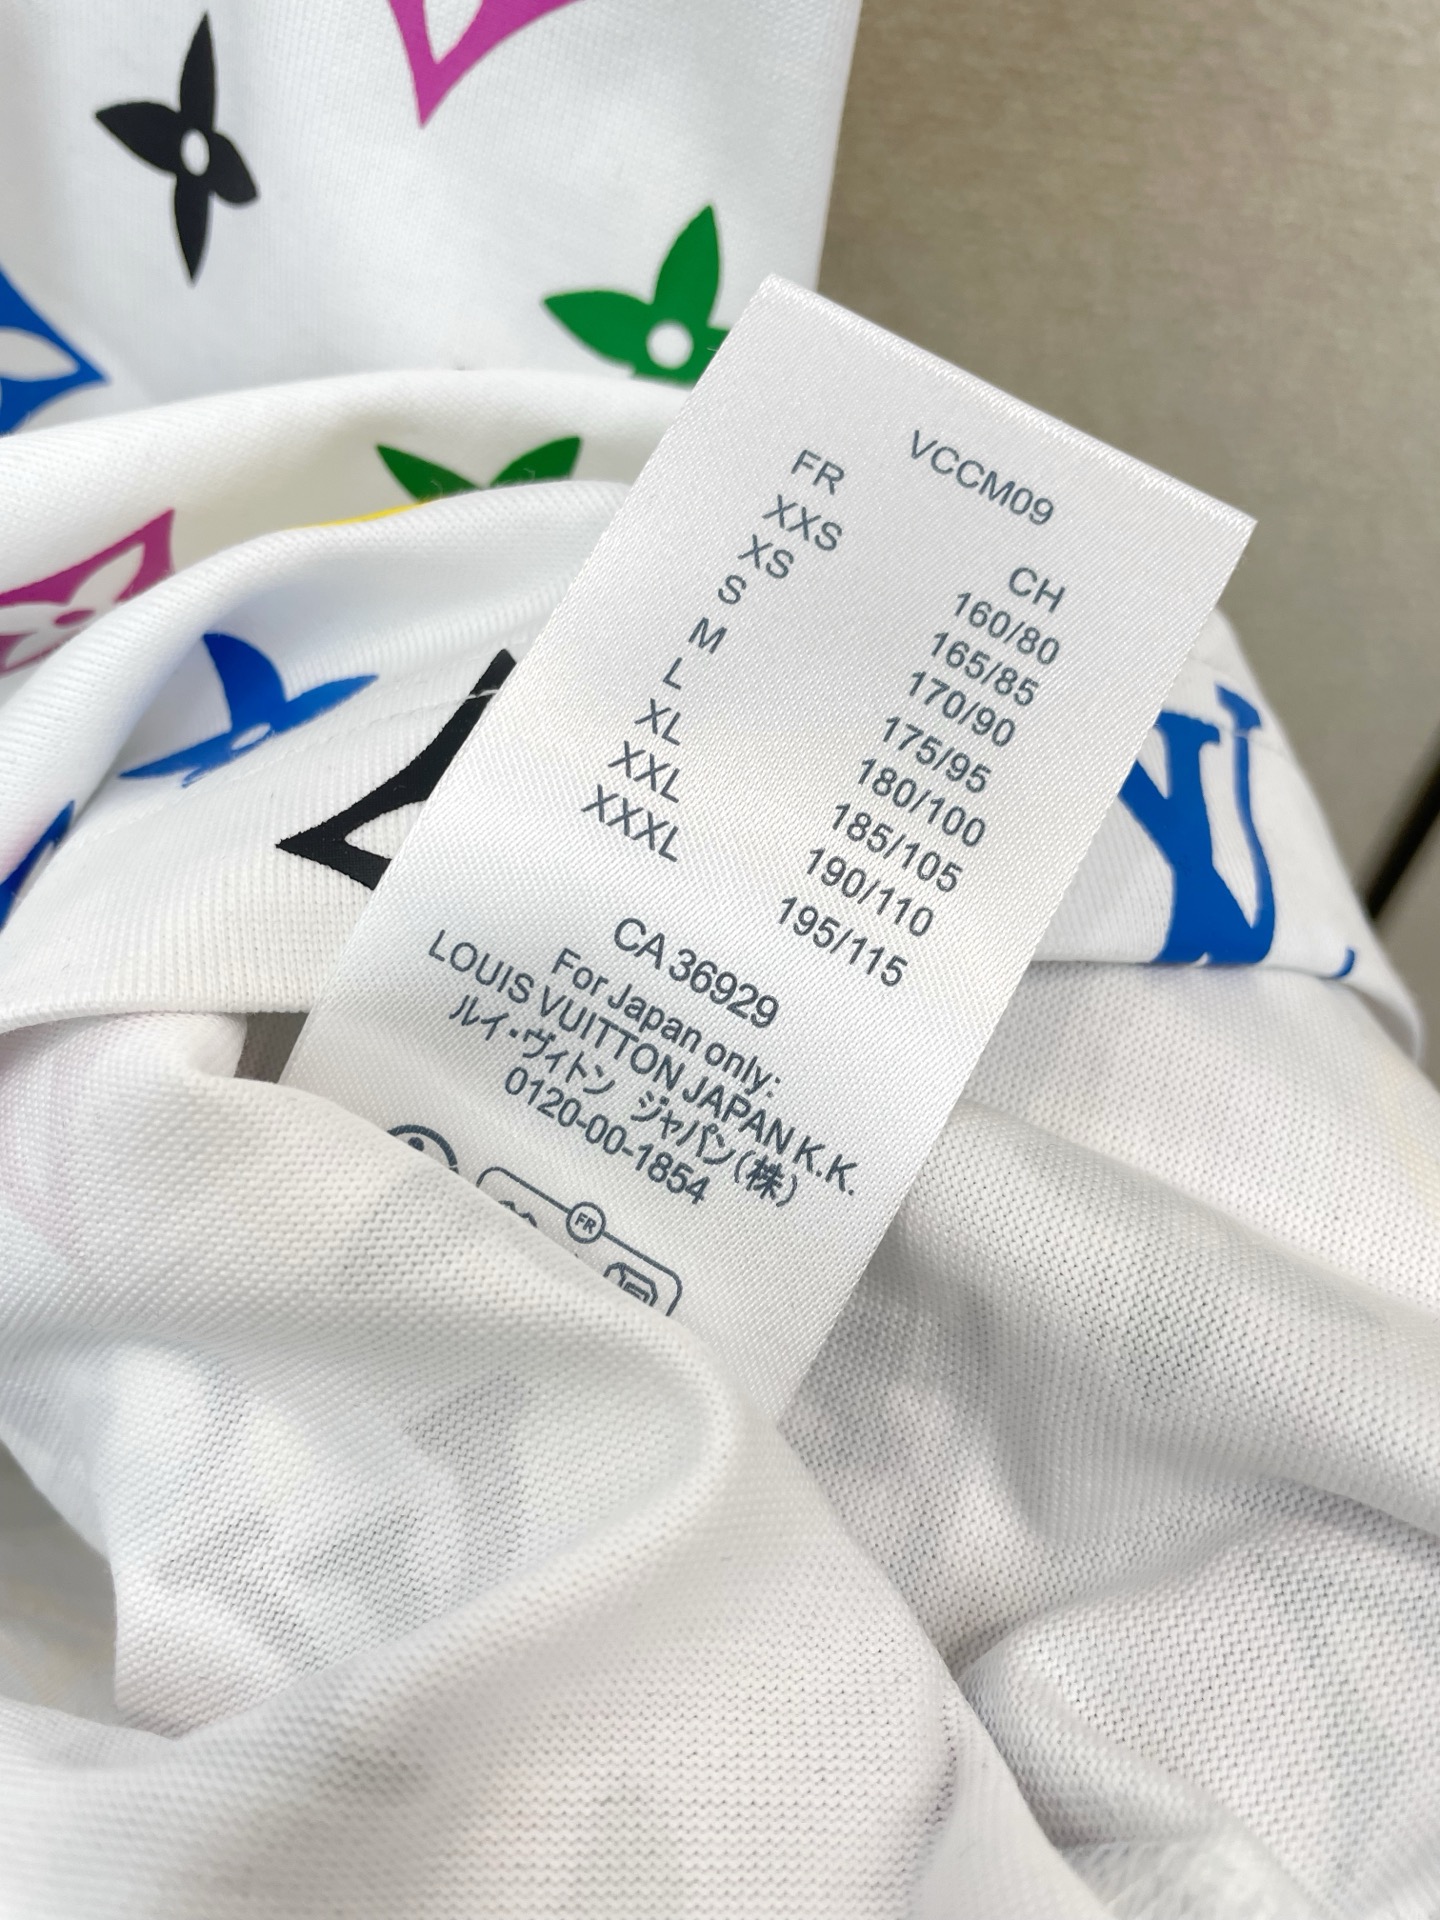 VCCM09
FR CH
XXS 160/80
XS 165/85
S 170/90
M 175/95
L 180/100
XL 185/105
XXL 190/110
XXXL 195/115
CA 36929
For Japan only:
LOUIS VUITTON JAPAN K.K.
ルイ・ヴィトン ジャパン(株)
0120-00-1854
FR